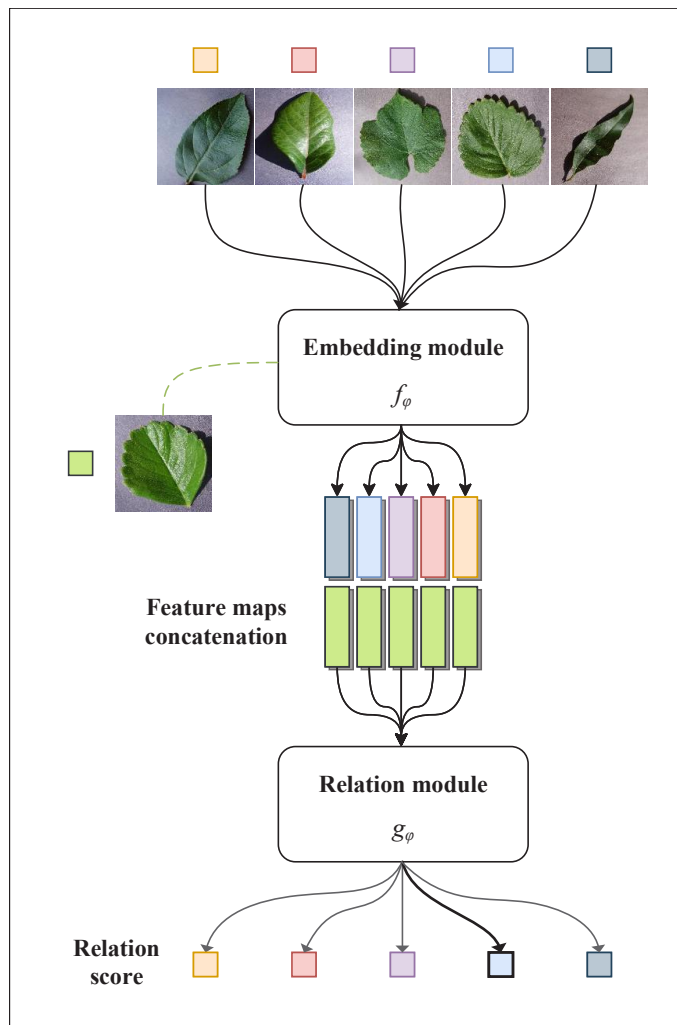 Embedding module
fφ
Feature maps
concatenation
Relation module
gφ
Relation
score